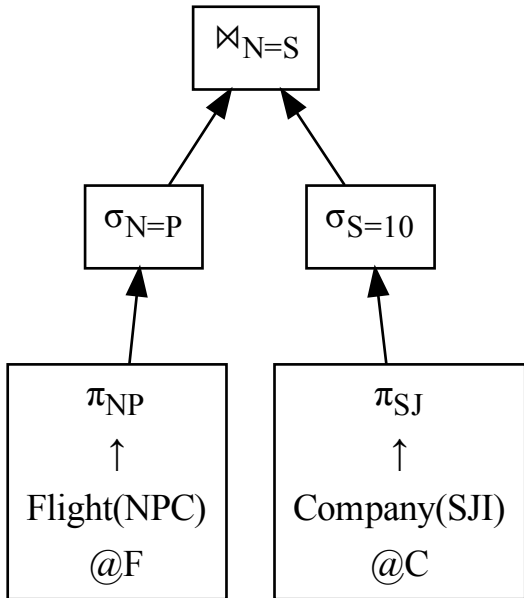 ⋈N=S
σN=P
σS=10
πNP
↑
Flight(NPC)
@F
πSJ
↑
Company(SJI)
@C